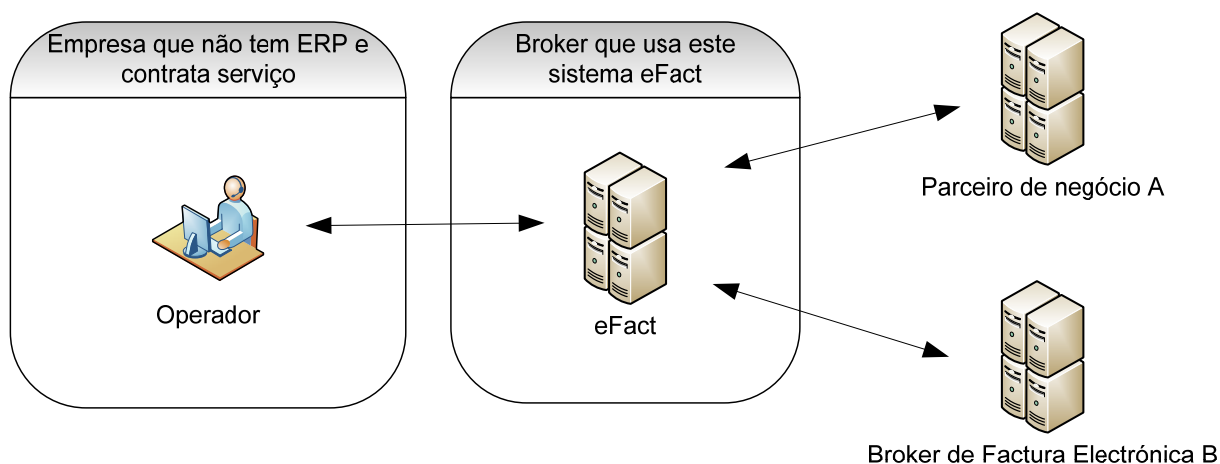 Empresa que não tem ERP e
contrata serviço
Broker que usa este
sistema eFact
Operador
eFact
Parceiro de negócio A
Broker de Factura Electrónica B